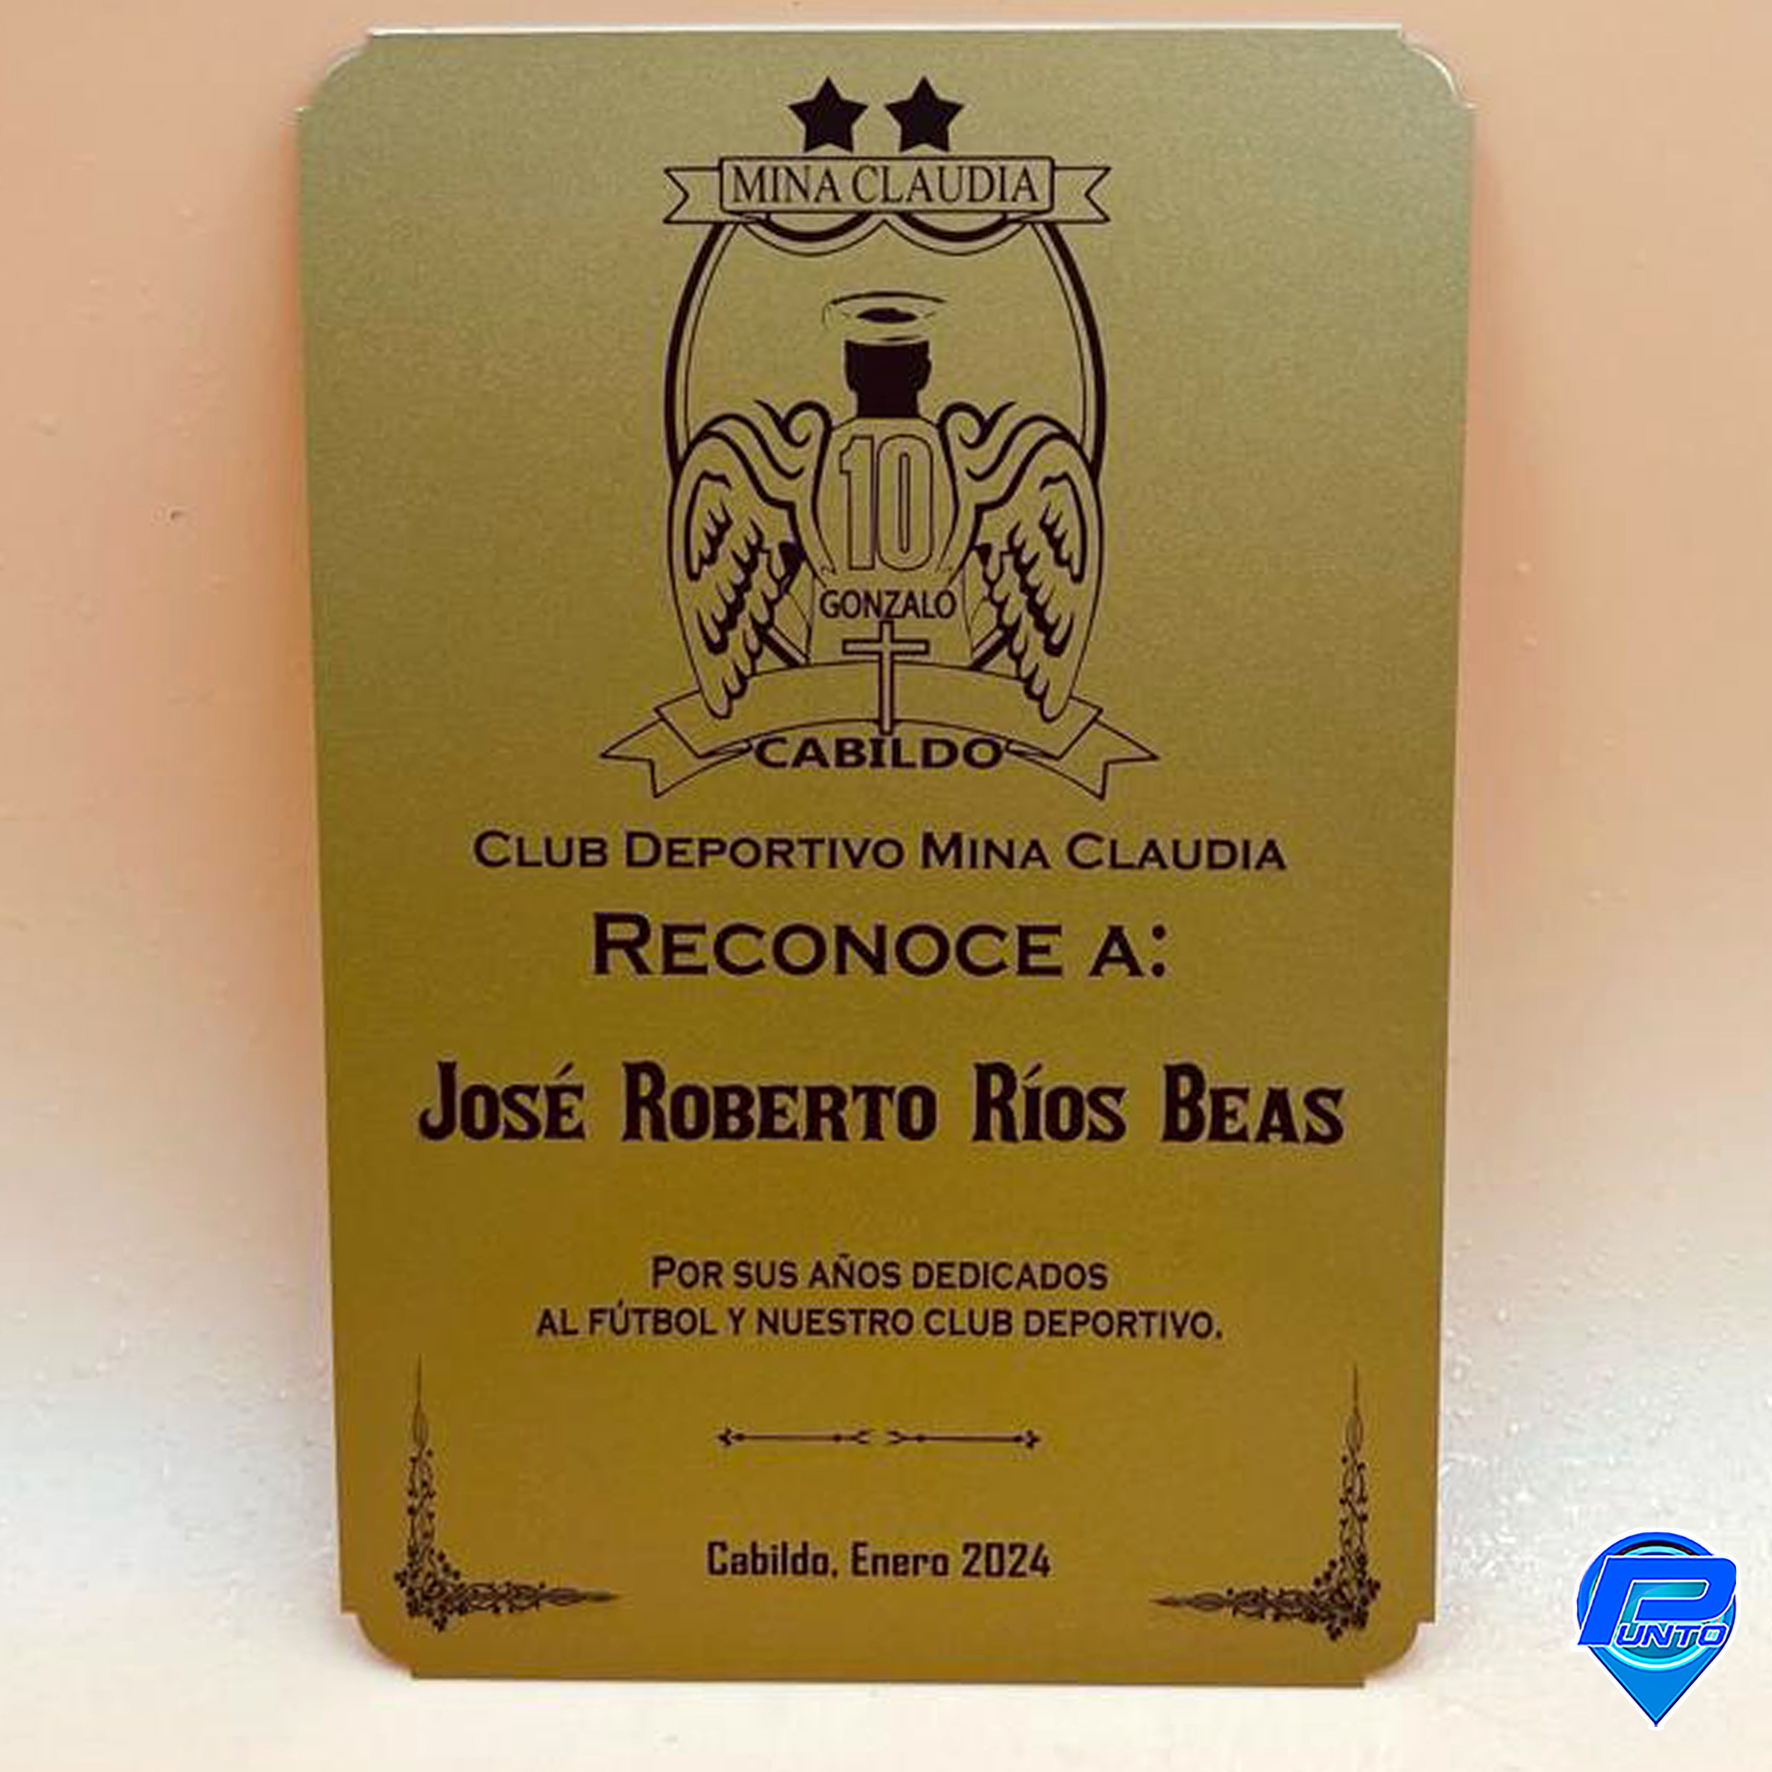 MINA CLAUDIA
10
GONZALO
CABILDO
CLUB DEPORTIVO MINA CLAUDIA
RECONOCE A:
JOSÉ ROBERTO RÍOS BEAS
POR SUS AÑOS DEDICADOS
AL FÚTBOL Y NUESTRO CLUB DEPORTIVO.
Cabildo, Enero 2024
PUNTO